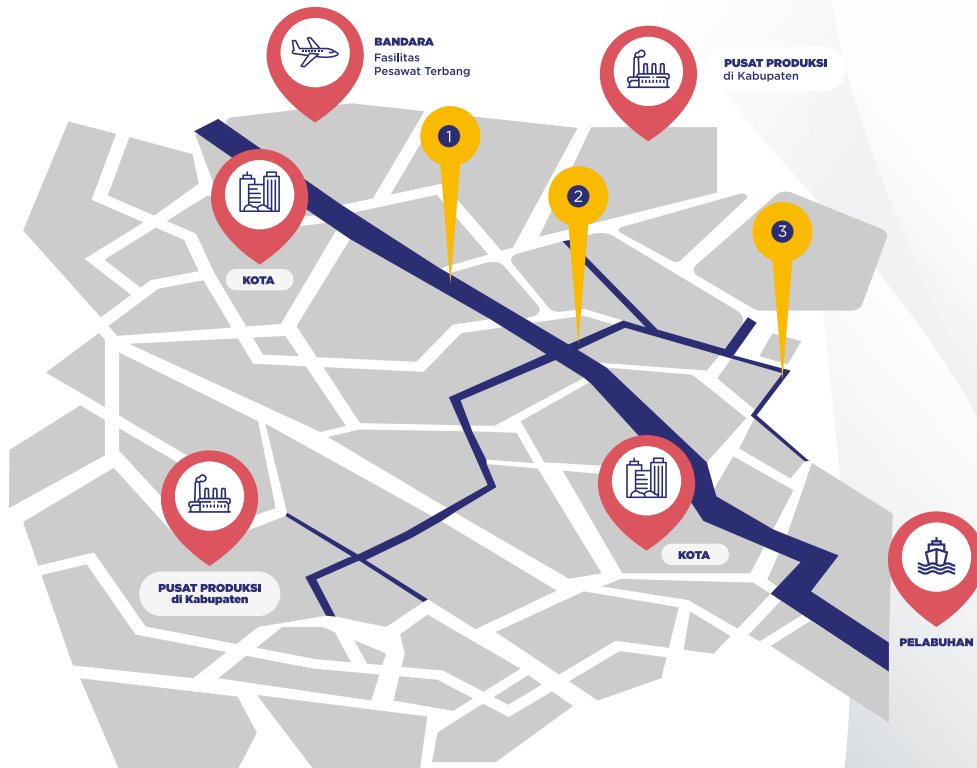 BANDARA
Fasilitas
Pesawat Terbang
PUSAT PRODUKSI
di Kabupaten
1
2
3
KOTA
KOTA
PUSAT PRODUKSI
di Kabupaten
PELABUHAN